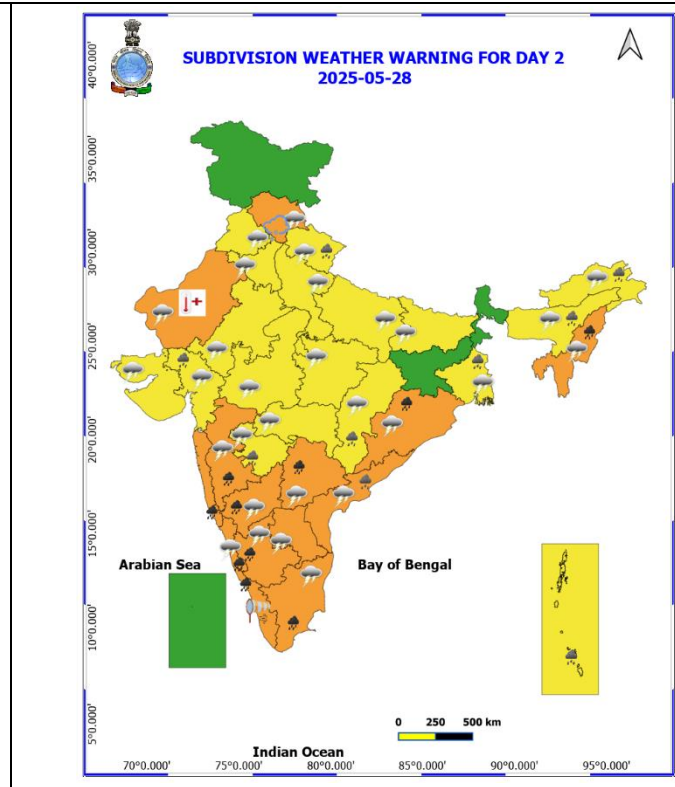 SUBDIVISION WEATHER WARNING FOR DAY 2
2025-05-28
40°0.000'
35°0.000'
30°0.000'
25°0.000'
20°0.000'
15°0.000'
10°0.000'
5°0.000'
Arabian Sea
Bay of Bengal
0 250 500 km
Indian Ocean
70°0.000' 75°0.000' 80°0.000' 85°0.000' 90°0.000' 95°0.000'